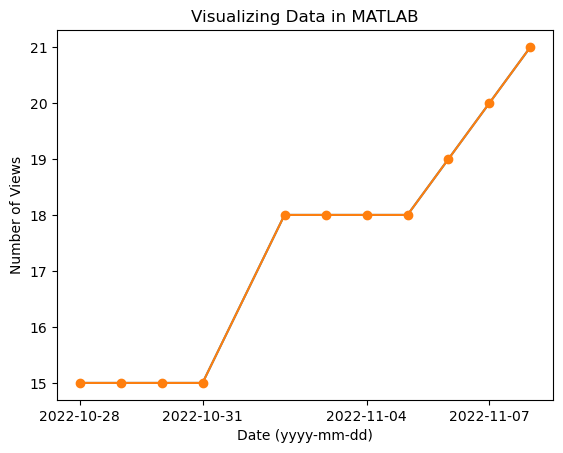 Visualizing Data in MATLAB
21
20
19
18
17
16
15
Number of Views
2022-10-28 2022-10-31 2022-11-04 2022-11-07
Date (yyyy-mm-dd)